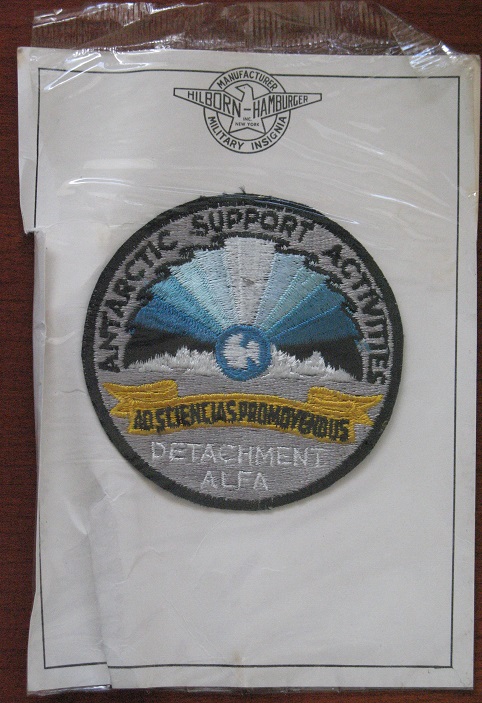 MANUFACTURER
HILBORN-HAMBURGER
INC.
NEW YORK
MILITARY INSIGNIA
ANTARCTIC SUPPORT ACTIVITIES
AD SCIENCIAS PROMOVENDUS
DETACHMENT
ALFA